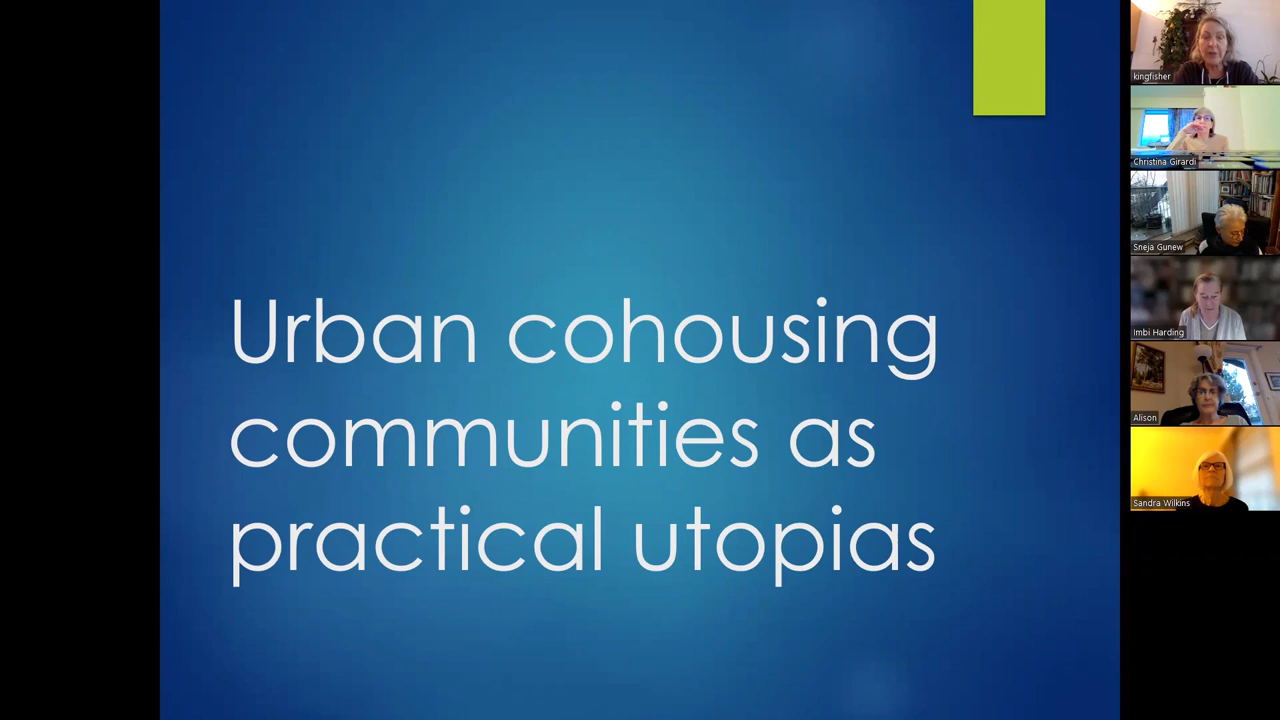 Urban cohousing
communities as
practical utopias
kingfisher
Christina Girardi
Sneja Gunew
Imbi Harding
Alison
Sandra Wilkins